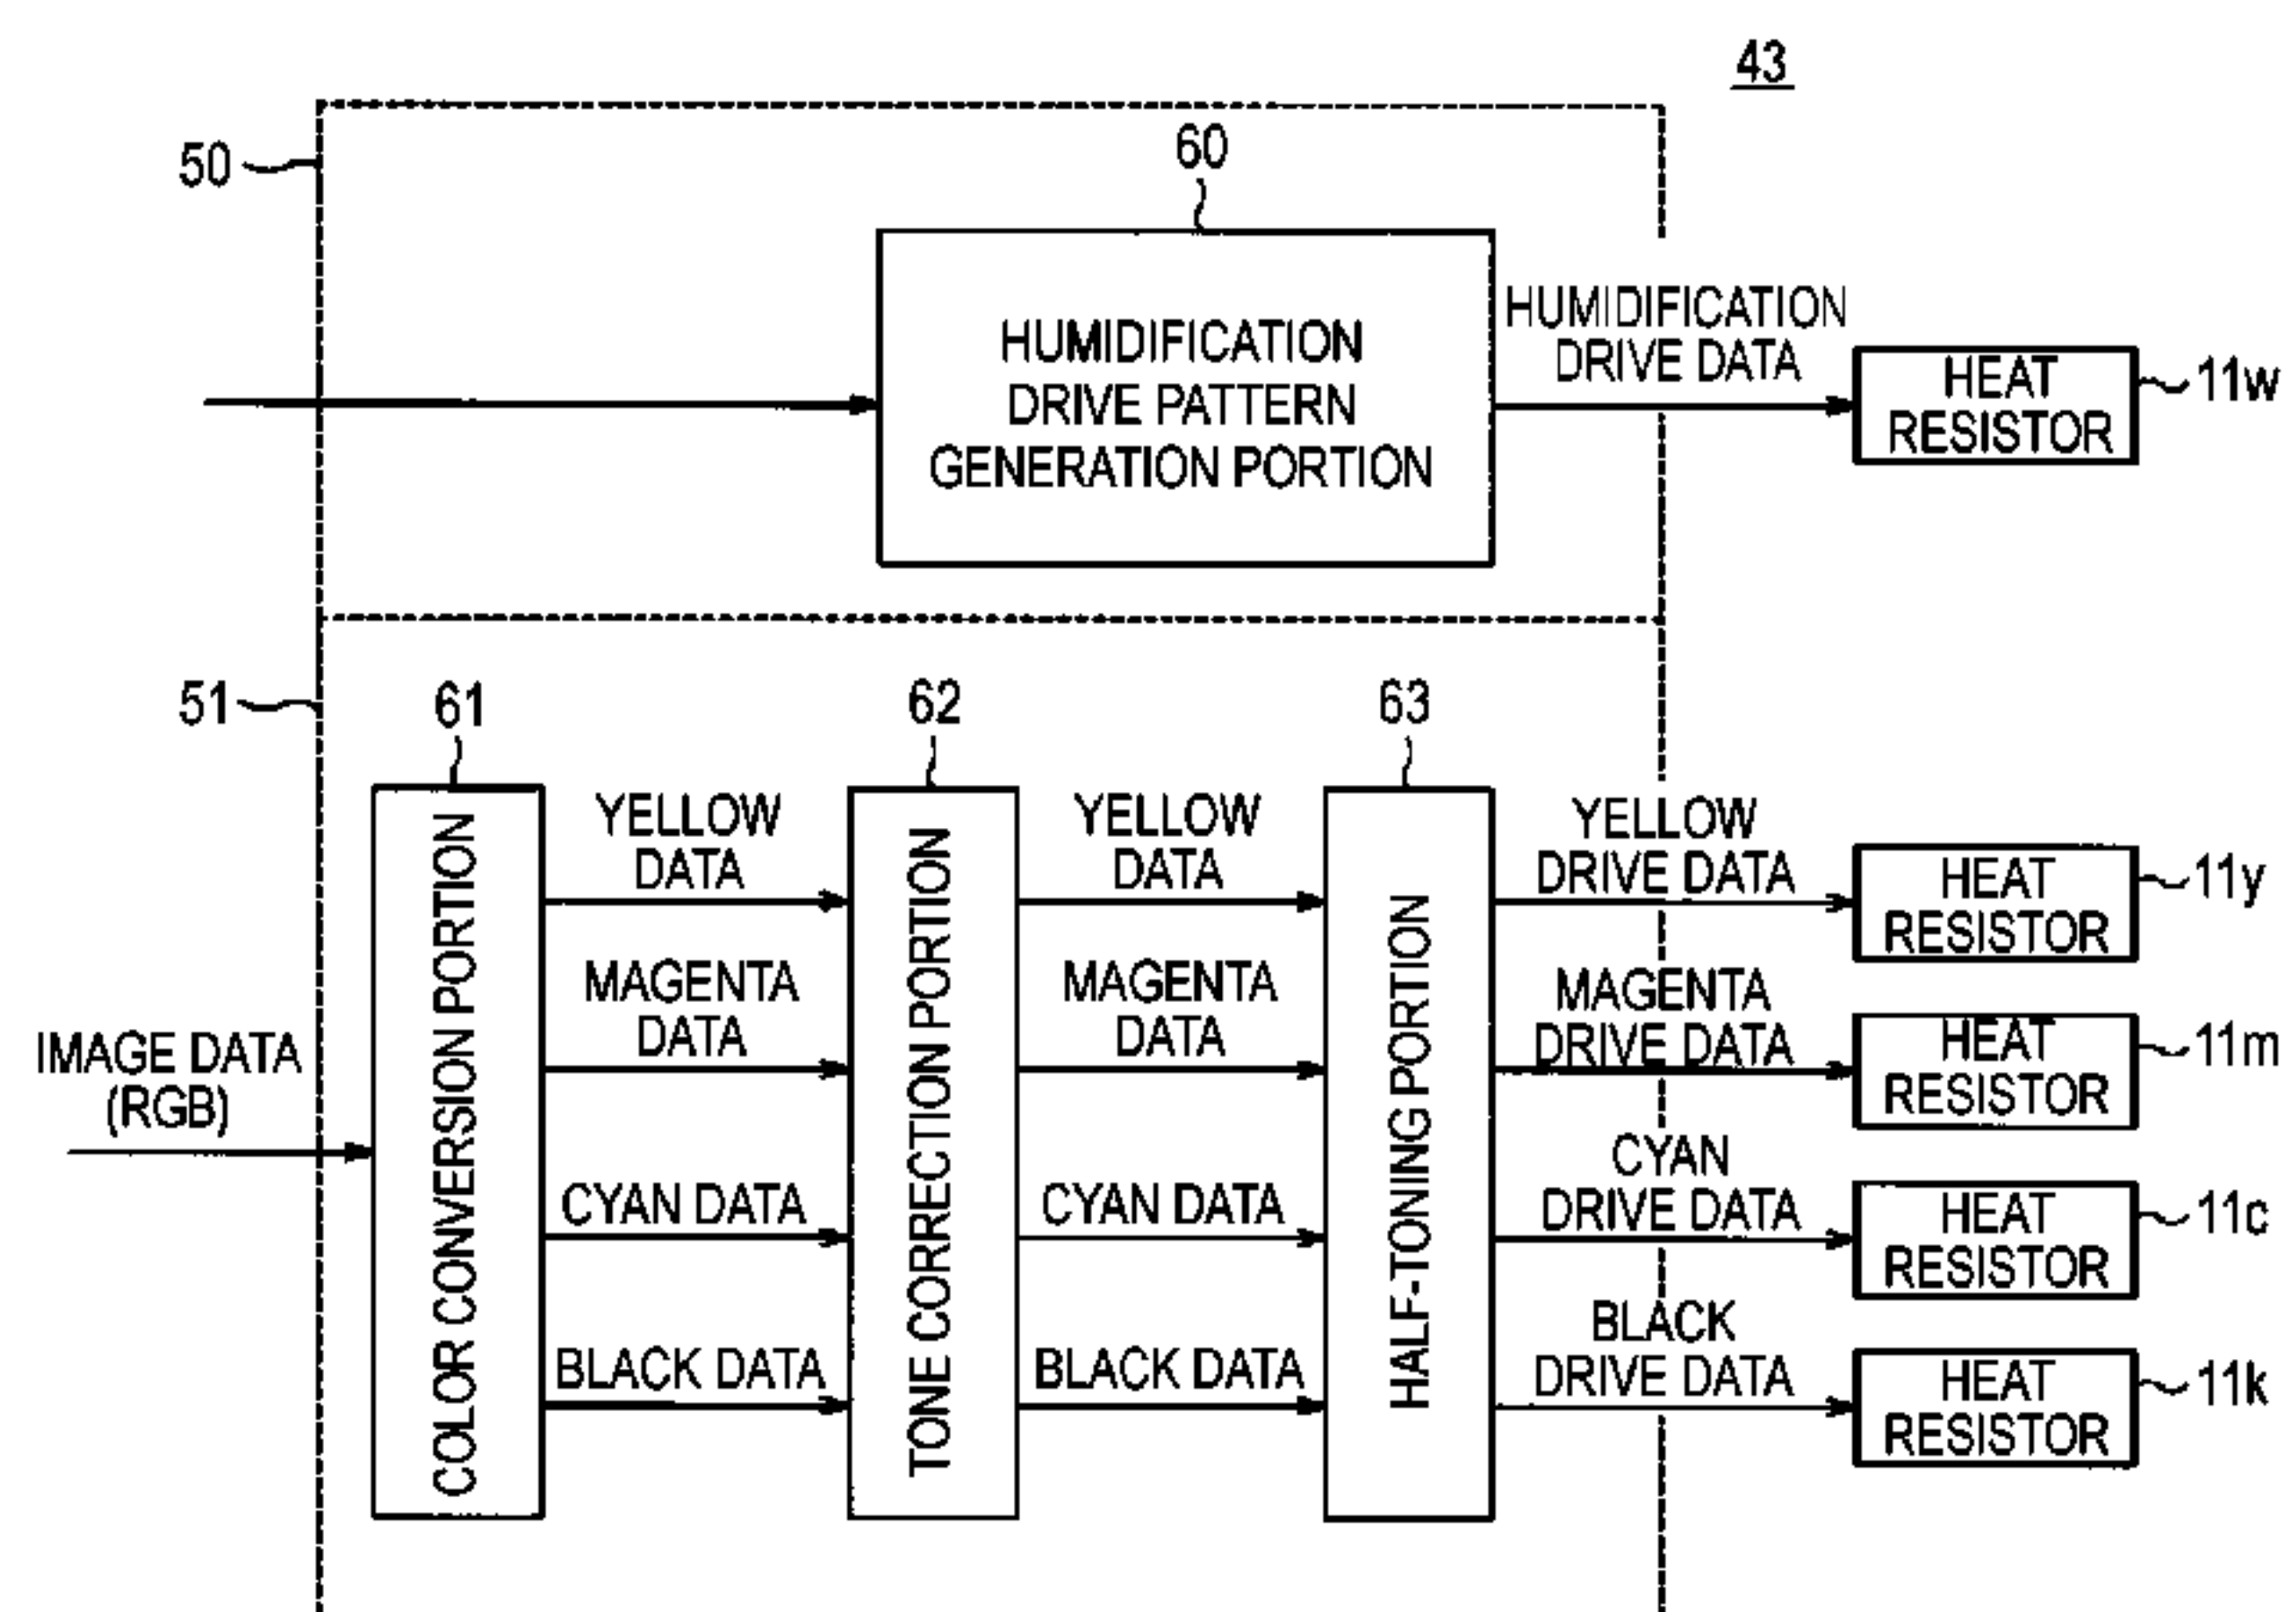 43
50
60
HUMIDIFICATION
DRIVE PATTERN
GENERATION PORTION
HUMIDIFICATION
DRIVE DATA
HEAT
RESISTOR
11w
51
61
62
63
IMAGE DATA
(RGB)
COLOR CONVERSION PORTION
YELLOW
DATA
MAGENTA
DATA
CYAN DATA
BLACK DATA
TONE CORRECTION PORTION
YELLOW
DATA
MAGENTA
DATA
CYAN DATA
BLACK DATA
HALF-TONING PORTION
YELLOW
DRIVE DATA
HEAT
RESISTOR
11y
MAGENTA
DRIVE DATA
HEAT
RESISTOR
11m
CYAN
DRIVE DATA
HEAT
RESISTOR
11c
BLACK
DRIVE DATA
HEAT
RESISTOR
11k